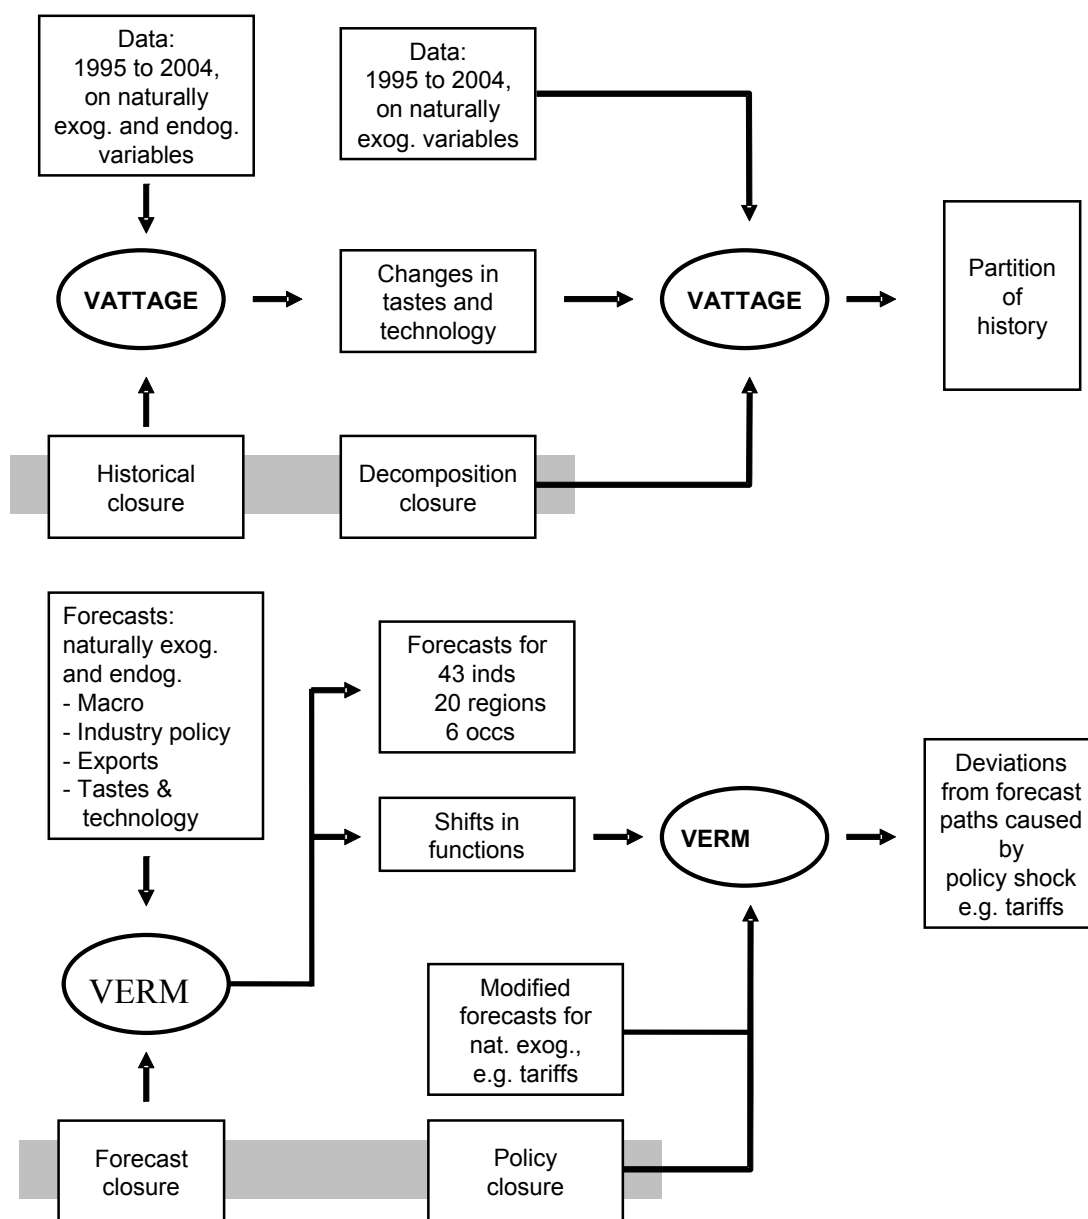 Data:
1995 to 2004,
on naturally
exog. and endog.
variables
Data:
1995 to 2004,
on naturally
exog. variables
VATTAGE
Changes in
tastes and
technology
VATTAGE
Partition
of
history
Historical
closure
Decomposition
closure
Forecasts:
naturally exog.
and endog.
- Macro
- Industry policy
- Exports
- Tastes &
technology
Forecasts for
43 inds
20 regions
6 occs
Shifts in
functions
VERM
Deviations
from forecast
paths caused
by
policy shock
e.g. tariffs
VERM
Modified
forecasts for
nat. exog.,
e.g. tariffs
Forecast
closure
Policy
closure